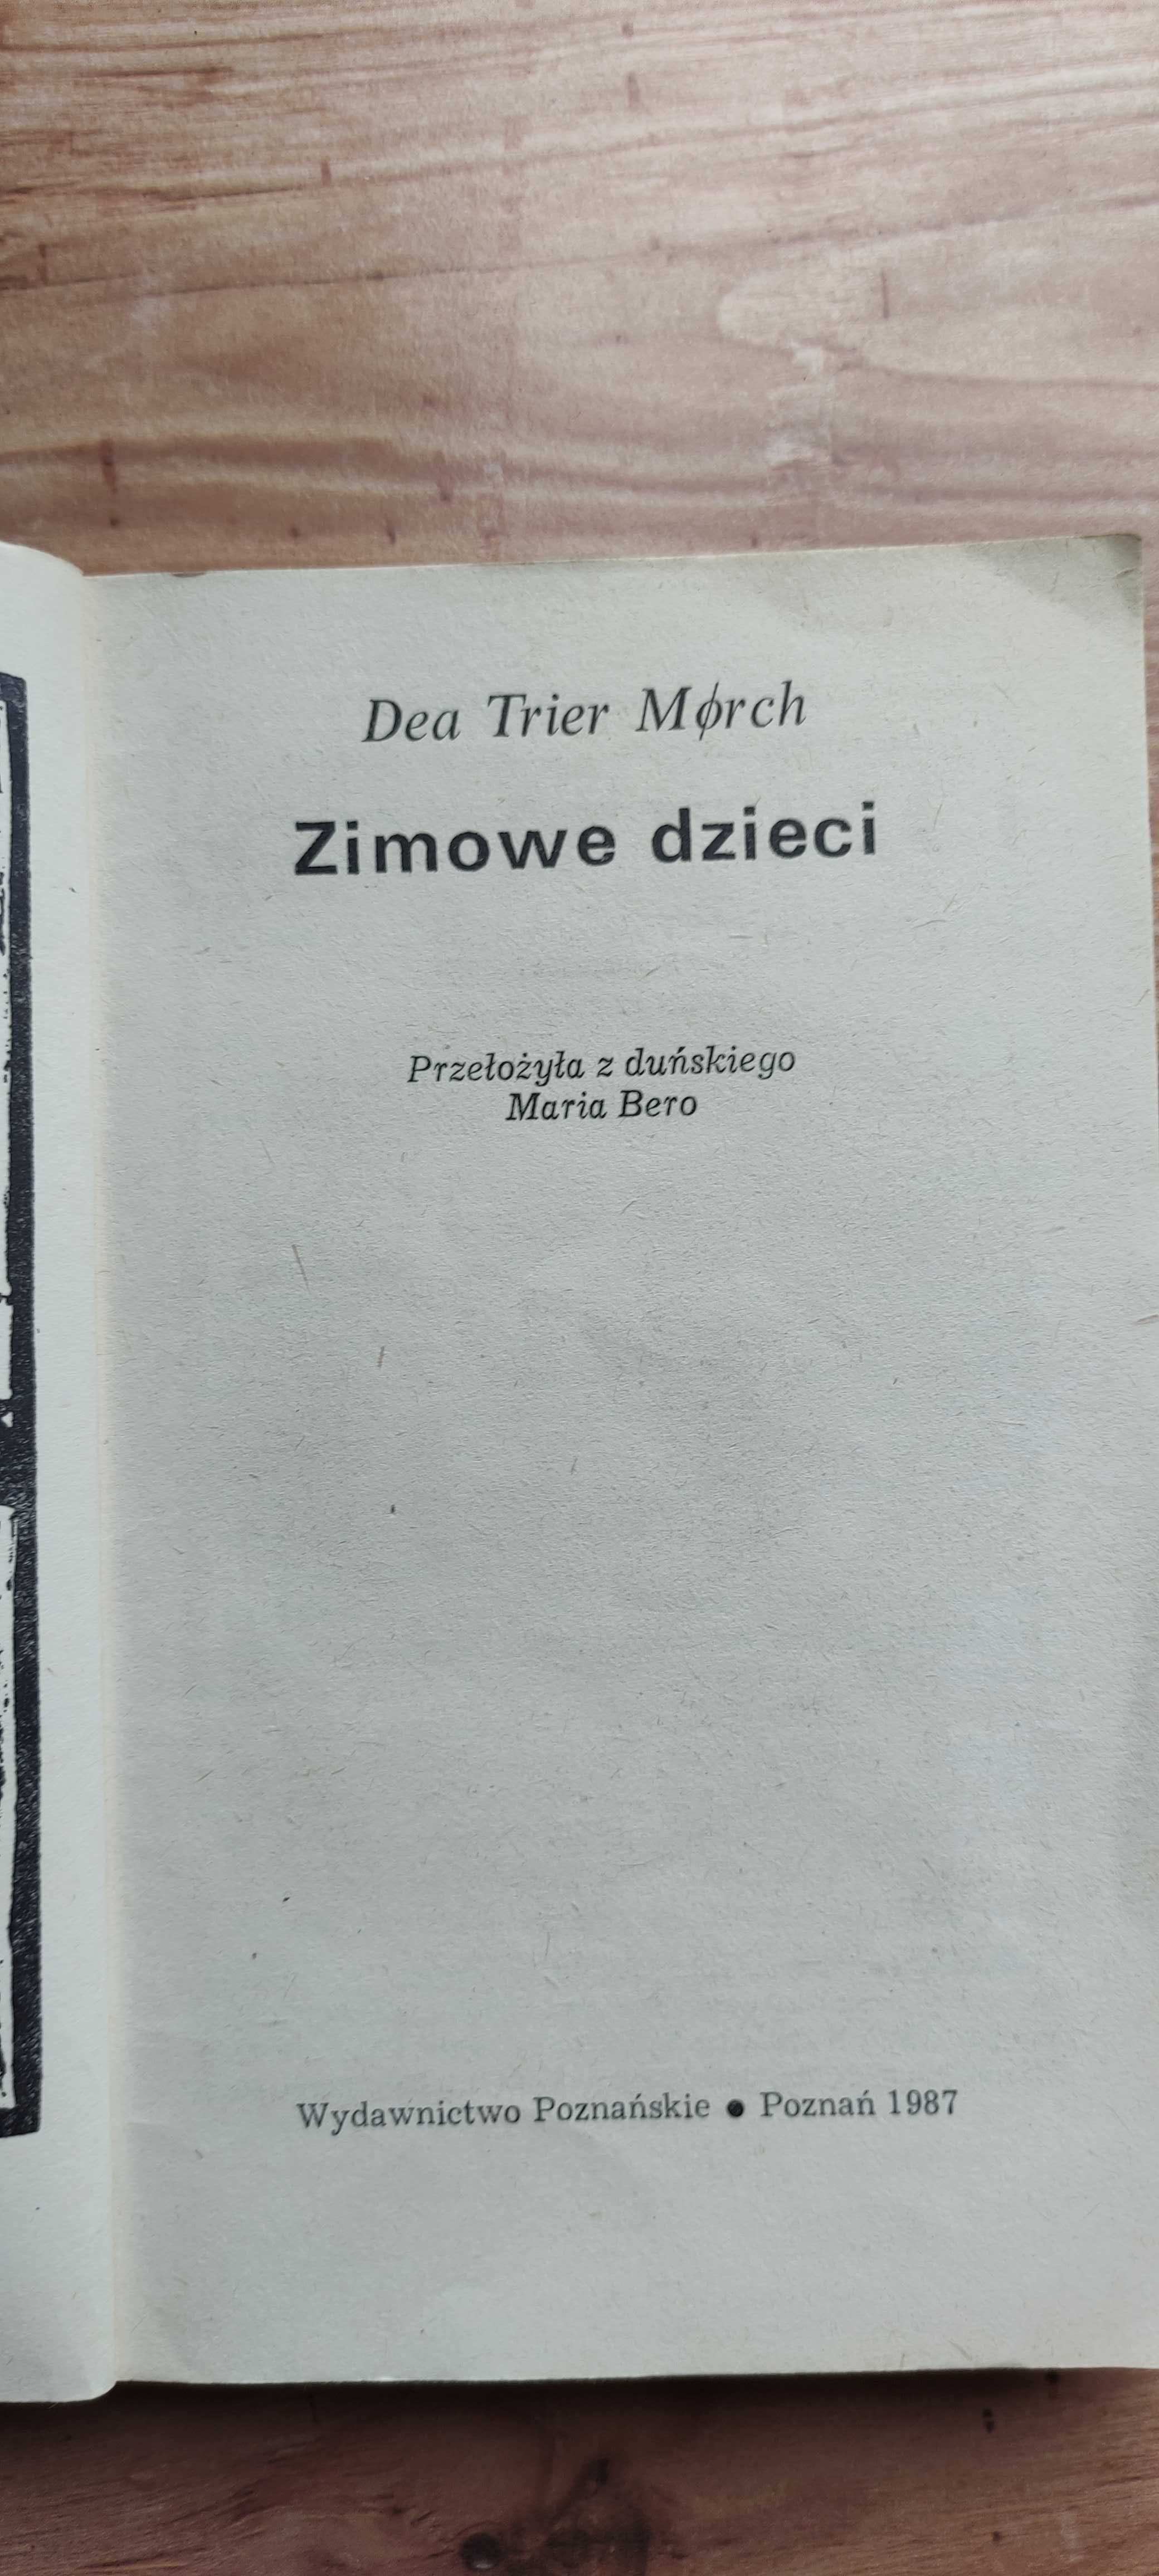 Dea Trier Mørch
Zimowe dzieci
Przełożyła z duńskiego
Maria Bero
Wydawnictwo Poznańskie ● Poznań 1987